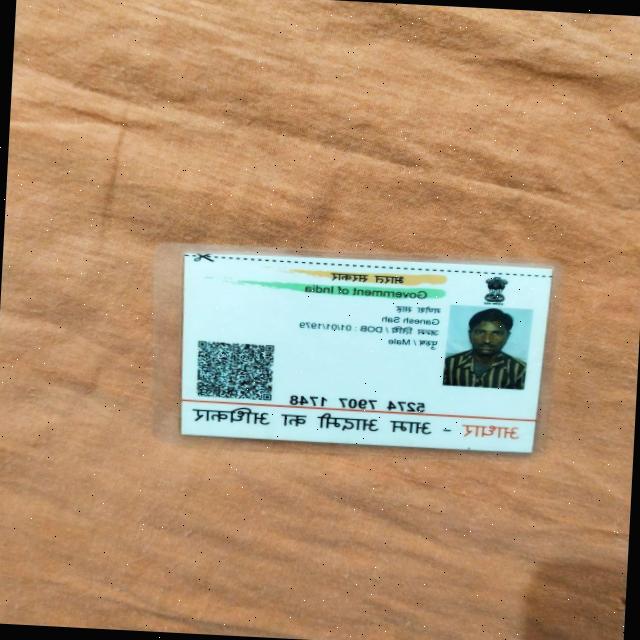 भारत सरकार
Government of India
गणेश साह
Ganesh Sah
जन्म तिथि / DOB : 01/01/1979
पुरुष / Male
5274 7907 1748
आधार - आम आदमी का अधिकार